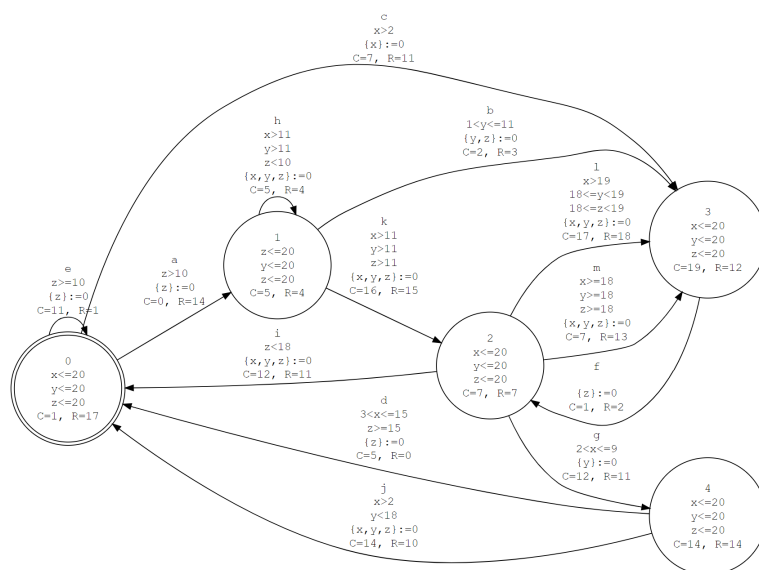 c
x>2
{x}:=0
C=7, R=11
h
x>11
y>11
z<10
{x,y,z}:=0
C=5, R=4
b
1<y<=11
{y,z}:=0
C=2, R=3
l
x>19
18<=y<19
18<=z<19
{x,y,z}:=0
C=17, R=18
3
x<=20
y<=20
z<=20
C=19, R=12
1
z<=20
y<=20
z<=20
C=5, R=4
k
x>11
y>11
z>11
{x,y,z}:=0
C=16, R=15
e
z>=10
{z}:=0
C=11, R=1
a
z>10
{z}:=0
C=0, R=14
m
x>=18
y>=18
z>=18
{x,y,z}:=0
C=7, R=13
0
x<=20
y<=20
z<=20
C=1, R=17
i
z<18
{x,y,z}:=0
C=12, R=11
2
x<=20
y<=20
z<=20
C=7, R=7
f
{z}:=0
C=1, R=2
d
3<x<=15
z>=15
{z}:=0
C=5, R=0
g
2<x<=9
{y}:=0
C=12, R=11
j
x>2
y<18
{x,y,z}:=0
C=14, R=10
4
x<=20
y<=20
z<=20
C=14, R=14